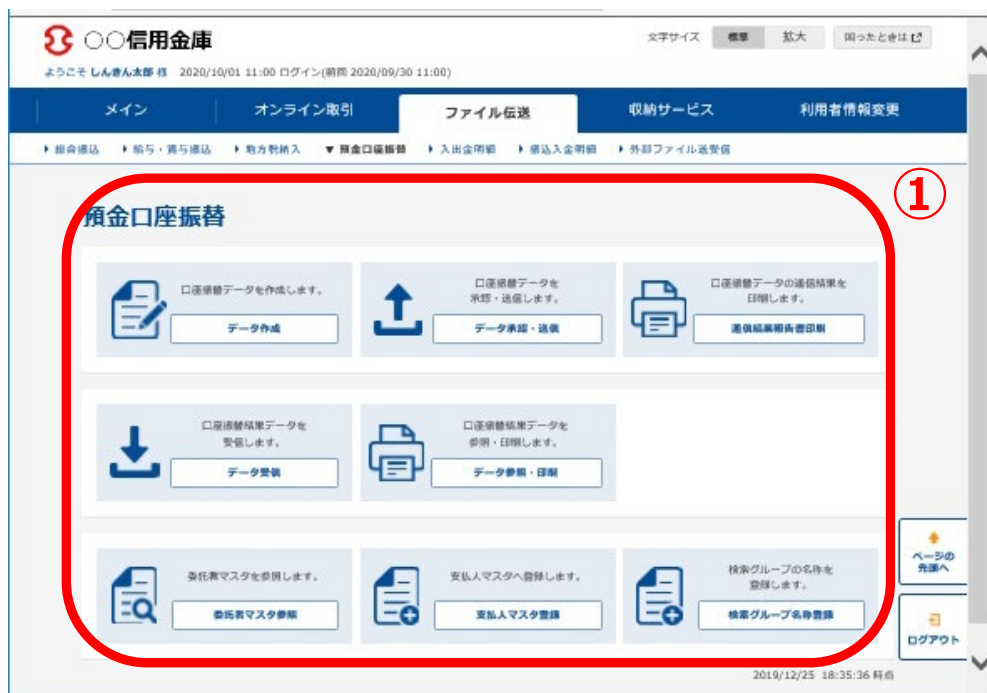 〇〇信用金庫
文字サイズ 標準 拡大 困ったときは
ようこそ しんきん太郎 様 2020/10/01 11:00 ログイン(前回 2020/09/30 11:00)
メイン オンライン取引 ファイル伝送 収納サービス 利用者情報変更
総合振込 給与・賞与振込 地方税納入 ▼ 預金口座振替 入出金明細 振込入金明細 外部ファイル送受信
①
預金口座振替
口座振替データを作成します。
データ作成
口座振替データを
承認・送信します。
データ承認・送信
口座振替データの通信結果を
印刷します。
通信結果報告書印刷
口座振替結果データを
受信します。
データ受信
口座振替結果データを
参照・印刷します。
データ参照・印刷
委託者マスタを参照します。
委託者マスタ参照
支払人マスタへ登録します。
支払人マスタ登録
検索グループの名称を
登録します。
検索グループ名称登録
ページの
先頭へ
ログアウト
2019/12/25 18:35:36 時点